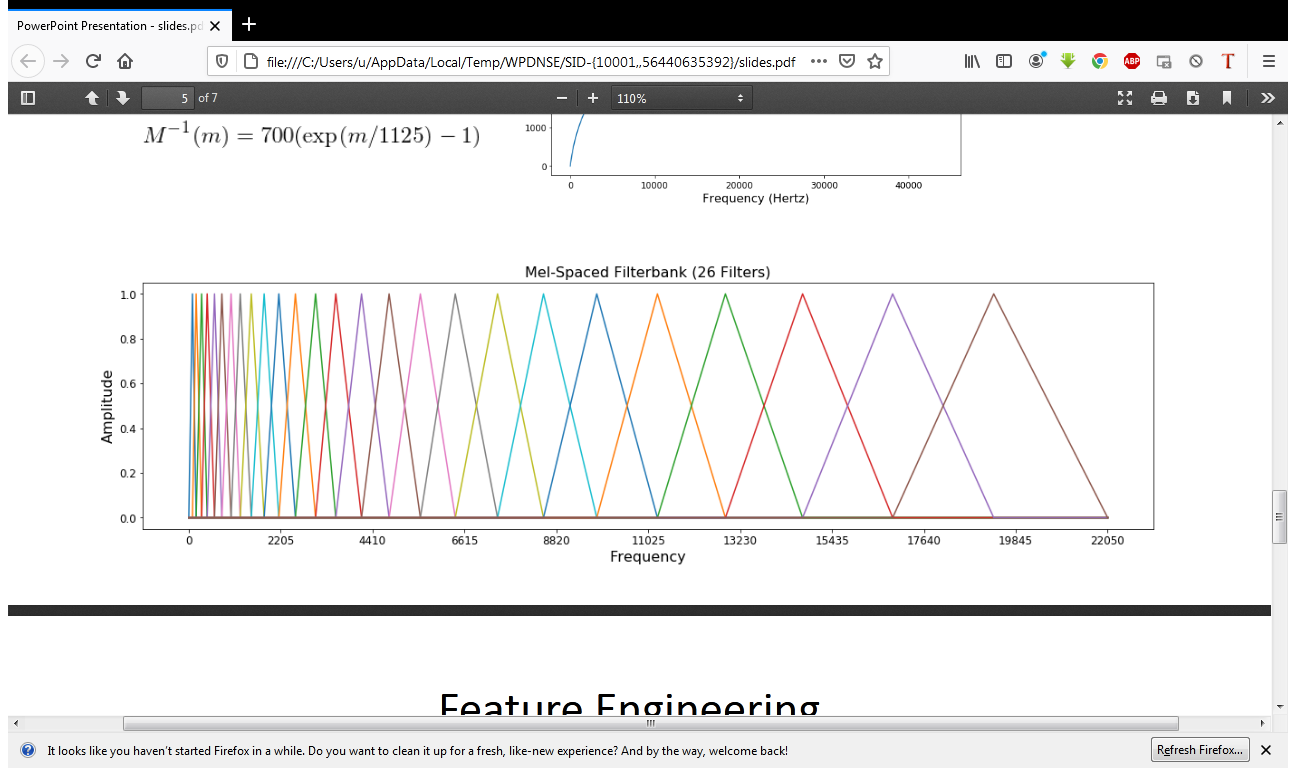 PowerPoint Presentation - slides.pd
file:///C:/Users/u/AppData/Local/Temp/WPDNSE/SID-{10001,,56440635392}/slides.pdf
ABP
T
5 of 7
110%
M⁻¹(m) = 700(exp(m/1125) − 1)
1000
0
0 10000 20000 30000 40000
Frequency (Hertz)
Mel-Spaced Filterbank (26 Filters)
1.0
0.8
0.6
0.4
0.2
0.0
Amplitude
0 2205 4410 6615 8820 11025 13230 15435 17640 19845 22050
Frequency
Feature Engineering
It looks like you haven't started Firefox in a while. Do you want to clean it up for a fresh, like-new experience? And by the way, welcome back!
Refresh Firefox...